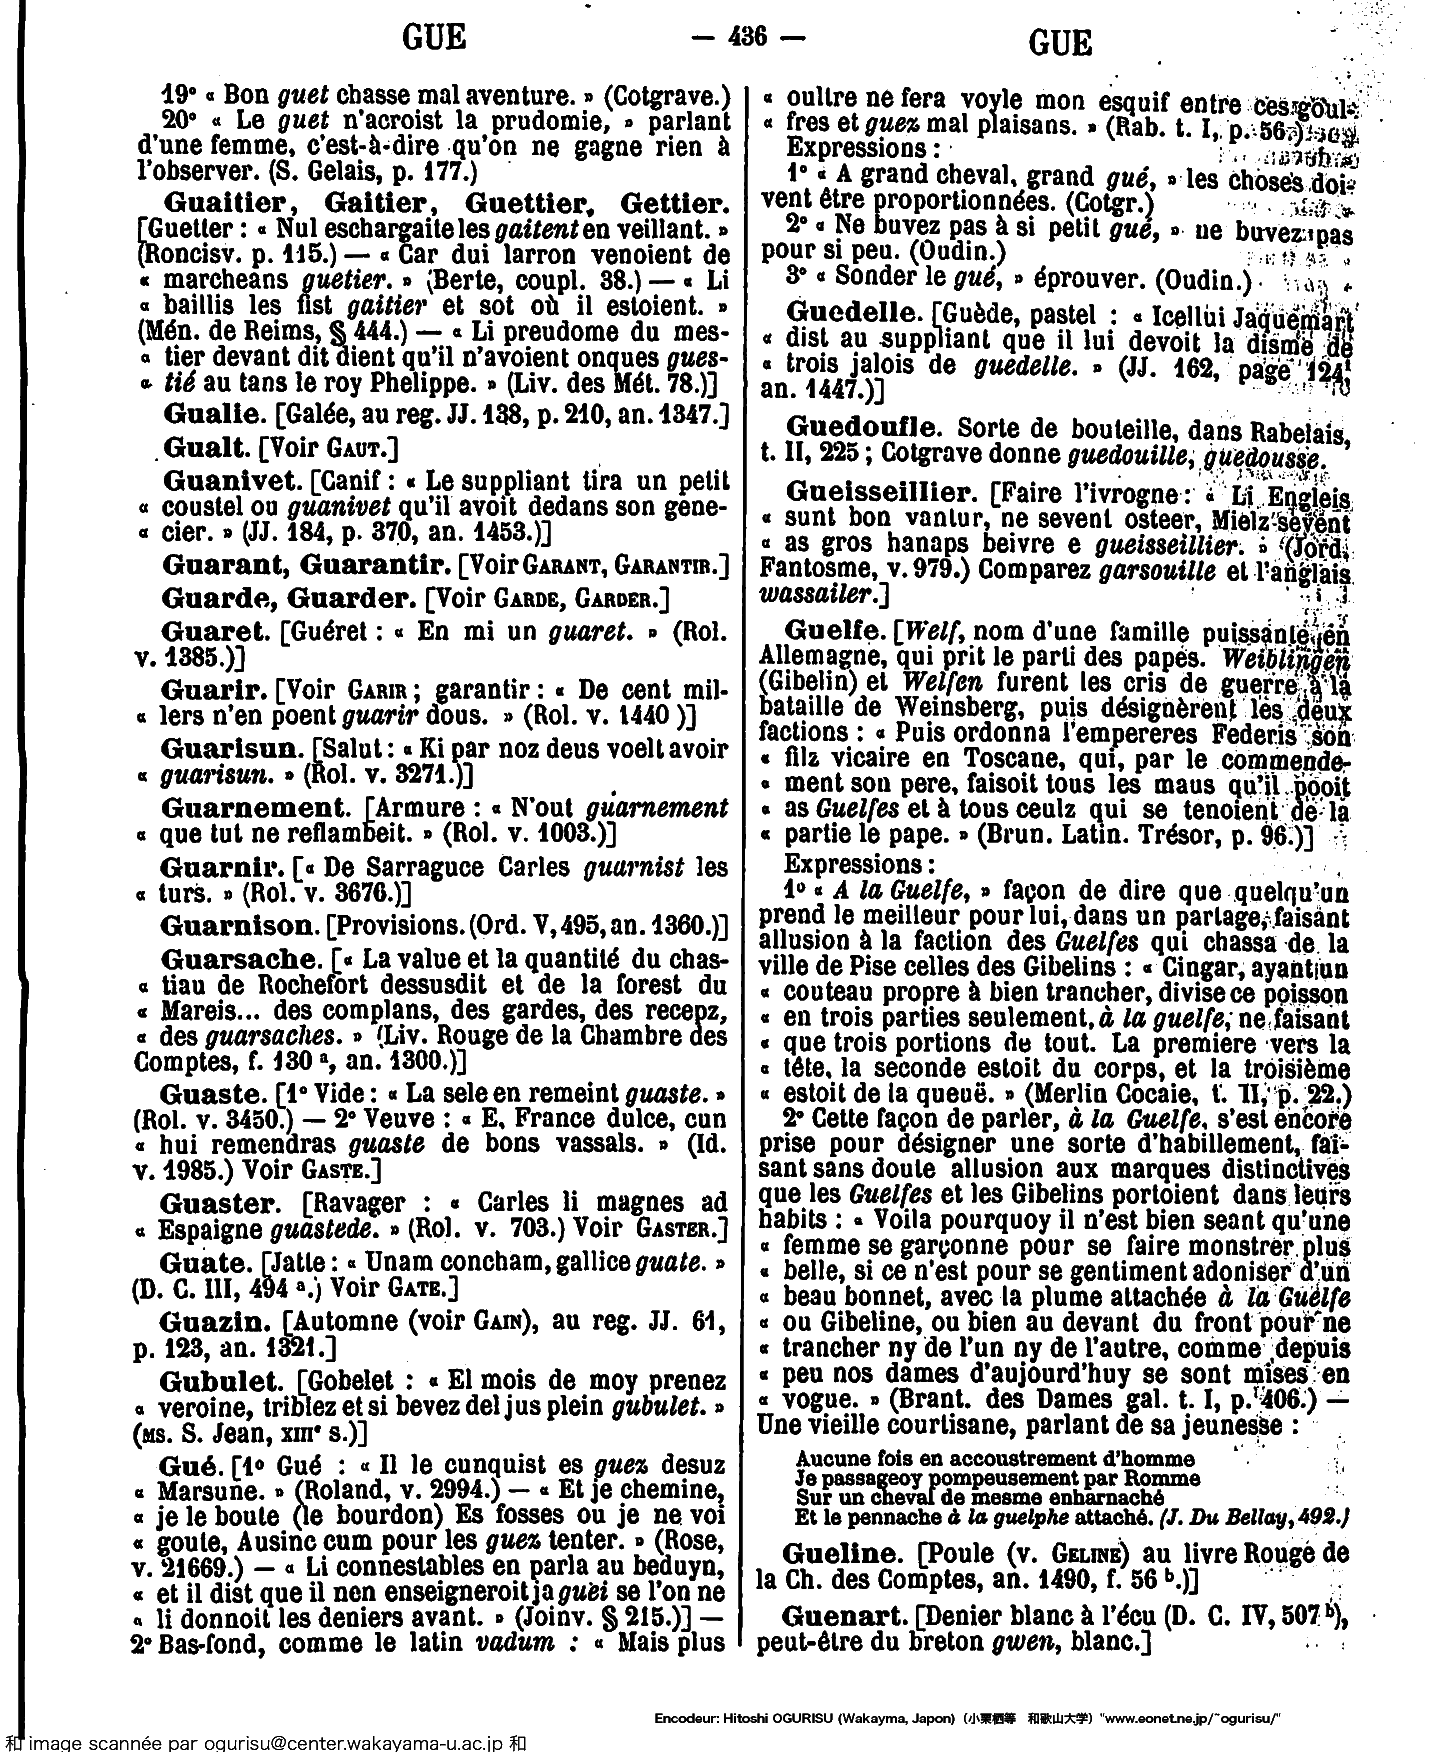 GUE — 436 — GUE
19° « Bon guet chasse mal aventure. » (Cotgrave.)
20° « Le guet n'acroist la prudomie, » parlant
d'une femme, c'est-à-dire qu'on ne gagne rien à
l'observer. (S. Gelais, p. 177.)
Guaitier, Gaitier, Guettier, Gettier.
[Guetter : « Nul eschargaite les gaitent en veillant. »
(Roncisv. p. 115.) — « Car dui larron venoient de
« marcheans guetier. » (Berte, coupl. 38.) — « Li
« baillis les fist gaitier et sot où il estoient. »
(Mén. de Reims, § 444.) — « Li preudome du mes-
« tier devant dit dient qu'il n'avoient onques gues-
« tié au tans le roy Phelippe. » (Liv. des Mét. 78.)]
Gualie. [Galée, au reg. JJ. 138, p. 210, an. 1347.]
Gualt. [Voir GAUT.]
Guanivet. [Canif : « Le suppliant tira un petit
« coustel ou guanivet qu'il avoit dedans son gene-
« cier. » (JJ. 184, p. 370, an. 1453.)]
Guarant, Guarantir. [Voir GARANT, GARANTIR.]
Guarde, Guarder. [Voir GARDE, GARDER.]
Guaret. [Guéret : « En mi un guaret. » (Rol.
v. 1385.)]
Guarir. [Voir GARIR ; garantir : « De cent mil-
« lers n'en poent guarir dous. » (Rol. v. 1440 )]
Guarisun. [Salut : « Ki par noz deus voelt avoir
« guarisun. » (Rol. v. 3271.)]
Guarnement. [Armure : « N'out guarnement
« que tut ne reflambeit. » (Rol. v. 1003.)]
Guarnir. [« De Sarraguce Carles guarnist les
« turs. » (Rol. v. 3676.)]
Guarnison. [Provisions. (Ord. V, 495, an. 1360.)]
Guarsache. [« La value et la quantité du chas-
« tiau de Rochefort dessusdit et de la forest du
« Mareis... des complans, des gardes, des recepz,
« des guarsaches. » (Liv. Rouge de la Chambre des
Comptes, f. 130 ª, an. 1300.)]
Guaste. [1° Vide : « La sele en remeint guaste. »
(Rol. v. 3450.) — 2° Veuve : « E, France dulce, cun
« hui remendras guaste de bons vassals. » (Id.
v. 1985.) Voir GASTE.]
Guaster. [Ravager : « Carles li magnes ad
« Espaigne guastede. » (Rol. v. 703.) Voir GASTER.]
Guate. [Jatte : « Unam concham, gallice guate. »
(D. C. III, 494 ª.) Voir GATE.]
Guazin. [Automne (voir GAIN), au reg. JJ. 61,
p. 123, an. 1321.]
Gubulet. [Gobelet : « El mois de moy prenez
« veroine, triblez et si bevez del jus plein gubulet. »
(MS. S. Jean, XIIIᵉ s.)]
Gué. [1° Gué : « Il le cunquist es guez desuz
« Marsune. » (Roland, v. 2994.) — « Et je chemine,
« je le boute (le bourdon) Es fosses ou je ne voi
« goute, Ausinc cum pour les guez tenter. » (Rose,
v. 21669.) — « Li connestables en parla au beduyn,
« et il dist que il nen enseigneroit ja guëi se l'on ne
« li donnoit les deniers avant. » (Joinv. § 215.)] —
2° Bas-fond, comme le latin vadum : « Mais plus
« oultre ne fera voyle mon esquif entre ces goul-
« fres et guez mal plaisans. » (Rab. t. I, p. 56.)
Expressions :
1° « A grand cheval, grand gué, » les choses doi-
vent être proportionnées. (Cotgr.)
2° « Ne buvez pas à si petit gué, » ne buvez pas
pour si peu. (Oudin.)
3° « Sonder le gué, » éprouver. (Oudin.)
Guedelle. [Guède, pastel : « Icellui Jaquemart
« dist au suppliant que il lui devoit la disme de
« trois jalois de guedelle. » (JJ. 162, page 124,
an. 1447.)]
Guedoufle. Sorte de bouteille, dans Rabelais,
t. II, 225 ; Cotgrave donne guedouille, guedousse.
Gueisseillier. [Faire l'ivrogne : « Li Engleis
« sunt bon vantur, ne sevent osteer, Mielz sevent
« as gros hanaps beivre e gueisseillier. » (Jord.
Fantosme, v. 979.) Comparez garsouille et l'anglais
wassailer.]
Guelfe. [Welf, nom d'une famille puissante en
Allemagne, qui prit le parti des papes. Weiblingen
(Gibelin) et Welfen furent les cris de guerre à la
bataille de Weinsberg, puis désignèrent les deux
factions : « Puis ordonna l'empereres Federis son
« filz vicaire en Toscane, qui, par le commende-
« ment son pere, faisoit tous les maus qu'il pooit
« as Guelfes et à tous ceulz qui se tenoient de la
« partie le pape. » (Brun. Latin. Trésor, p. 96.)]
Expressions :
1° « A la Guelfe, » façon de dire que quelqu'un
prend le meilleur pour lui, dans un partage, faisant
allusion à la faction des Guelfes qui chassa de la
ville de Pise celles des Gibelins : « Cingar, ayant un
« couteau propre à bien trancher, divise ce poisson
« en trois parties seulement, à la guelfe, ne faisant
« que trois portions de tout. La premiere vers la
« tête, la seconde estoit du corps, et la troisième
« estoit de la queuë. » (Merlin Cocaie, t. II, p. 22.)
2° Cette façon de parler, à la Guelfe, s'est encore
prise pour désigner une sorte d'habillement, fai-
sant sans doute allusion aux marques distinctives
que les Guelfes et les Gibelins portoient dans leurs
habits : « Voila pourquoy il n'est bien seant qu'une
« femme se garçonne pour se faire monstrer plus
« belle, si ce n'est pour se gentiment adoniser d'un
« beau bonnet, avec la plume attachée à la Guelfe
« ou Gibeline, ou bien au devant du front pour ne
« trancher ny de l'un ny de l'autre, comme depuis
« peu nos dames d'aujourd'huy se sont mises en
« vogue. » (Brant. des Dames gal. t. I, p. 406.) —
Une vieille courtisane, parlant de sa jeunesse :
Aucune fois en accoustrement d'homme
Je passageoy pompeusement par Romme
Sur un cheval de mesme enharnaché
Et le pennache à la guelphe attaché. (J. Du Bellay, 492.)
Gueline. [Poule (v. GELINE) au livre Rouge de
la Ch. des Comptes, an. 1490, f. 56 ᵇ.)]
Guenart. [Denier blanc à l'écu (D. C. IV, 507 ᵇ),
peut-être du breton gwen, blanc.]
Encodeur: Hitoshi OGURISU (Wakayma, Japon) (小栗栖等 和歌山大学) "www.eonet.ne.jp/~ogurisu/"
和 image scannée par ogurisu@center.wakayama-u.ac.jp 和